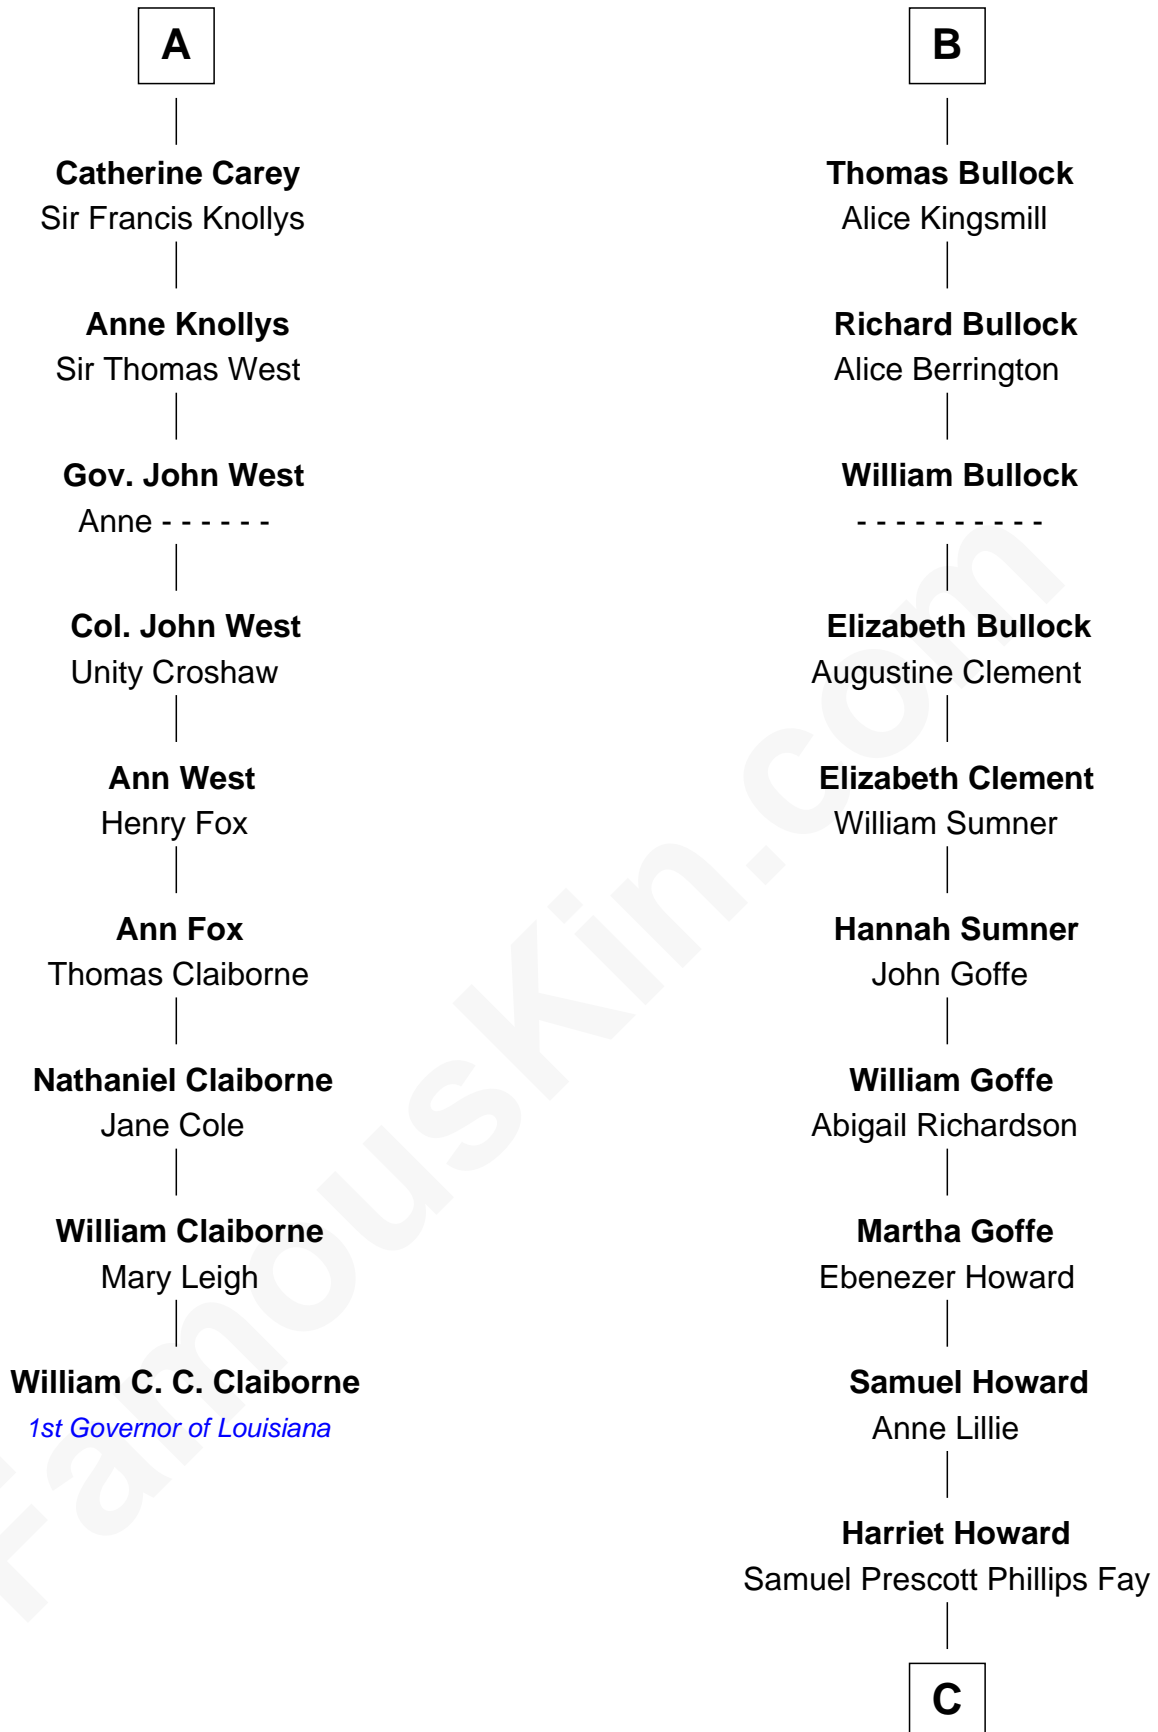 A
Catherine Carey
Sir Francis Knollys
Anne Knollys
Sir Thomas West
Gov. John West
Anne - - - - - -
Col. John West
Unity Croshaw
Ann West
Henry Fox
Ann Fox
Thomas Claiborne
Nathaniel Claiborne
Jane Cole
William Claiborne
Mary Leigh
William C. C. Claiborne
1st Governor of Louisiana
B
Thomas Bullock
Alice Kingsmill
Richard Bullock
Alice Berrington
William Bullock
- - - - - - - - - -
Elizabeth Bullock
Augustine Clement
Elizabeth Clement
William Sumner
Hannah Sumner
John Goffe
William Goffe
Abigail Richardson
Martha Goffe
Ebenezer Howard
Samuel Howard
Anne Lillie
Harriet Howard
Samuel Prescott Phillips Fay
C
FamousKin.com